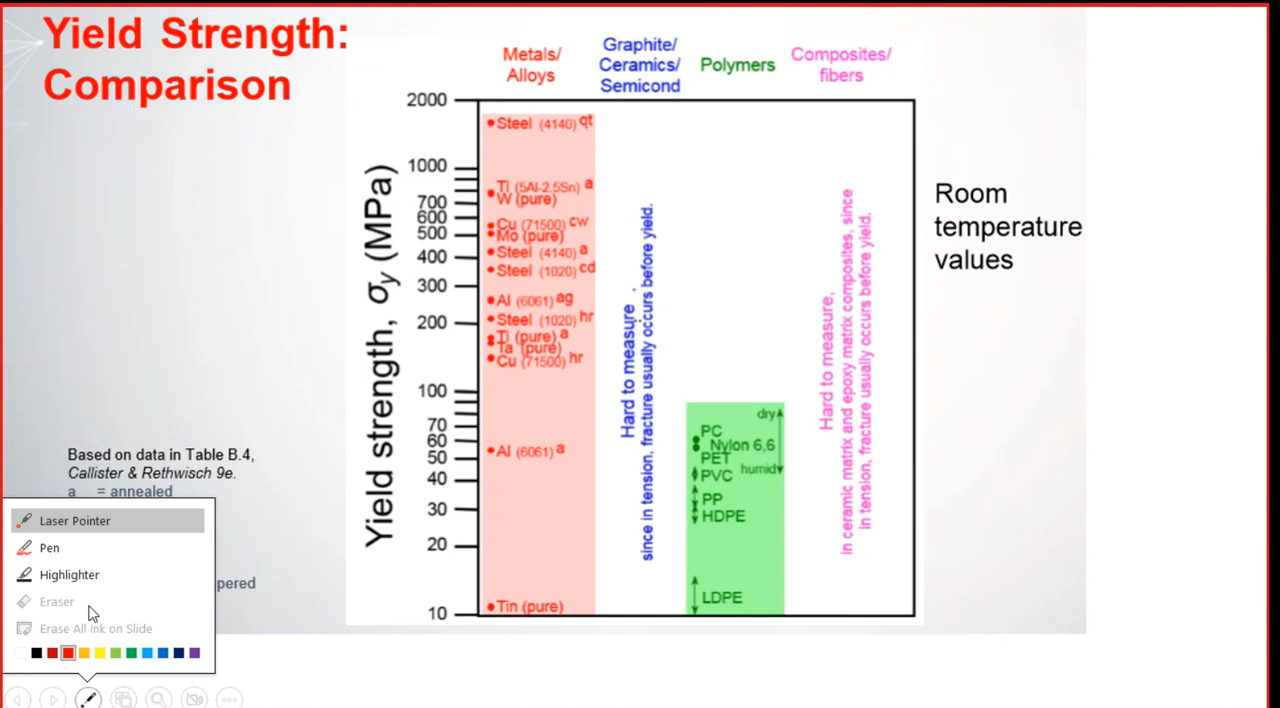 Yield Strength:
Comparison
Metals/
Alloys
Graphite/
Ceramics/
Semicond
Polymers
Composites/
fibers
Yield strength, σy (MPa)
2000
1000
700
600
500
400
300
200
100
70
60
50
40
30
20
10
Steel (4140) qt
Ti (5Al-2.5Sn) a
W (pure)
Cu (71500) cw
Mo (pure)
Steel (4140) a
Steel (1020) cd
Al (6061) ag
Steel (1020) hr
Ti (pure) a
Ta (pure)
Cu (71500) hr
Al (6061) a
Tin (pure)
Hard to measure,
since in tension, fracture usually occurs before yield.
dry
PC
Nylon 6,6
PET
humid
PVC
PP
HDPE
LDPE
Hard to measure,
in ceramic matrix and epoxy matrix composites, since
in tension, fracture usually occurs before yield.
Room
temperature
values
Based on data in Table B.4,
Callister & Rethwisch 9e.
a = annealed
pered
Laser Pointer
Pen
Highlighter
Eraser
Erase All Ink on Slide